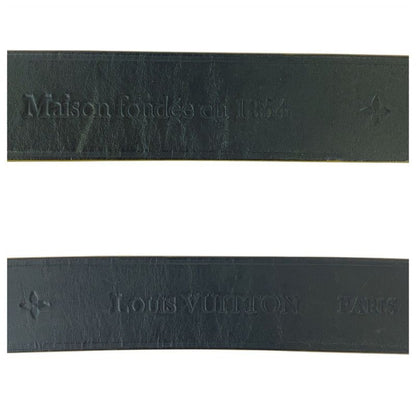 Maison fondée en 1854
LOUIS VUITTON PARIS